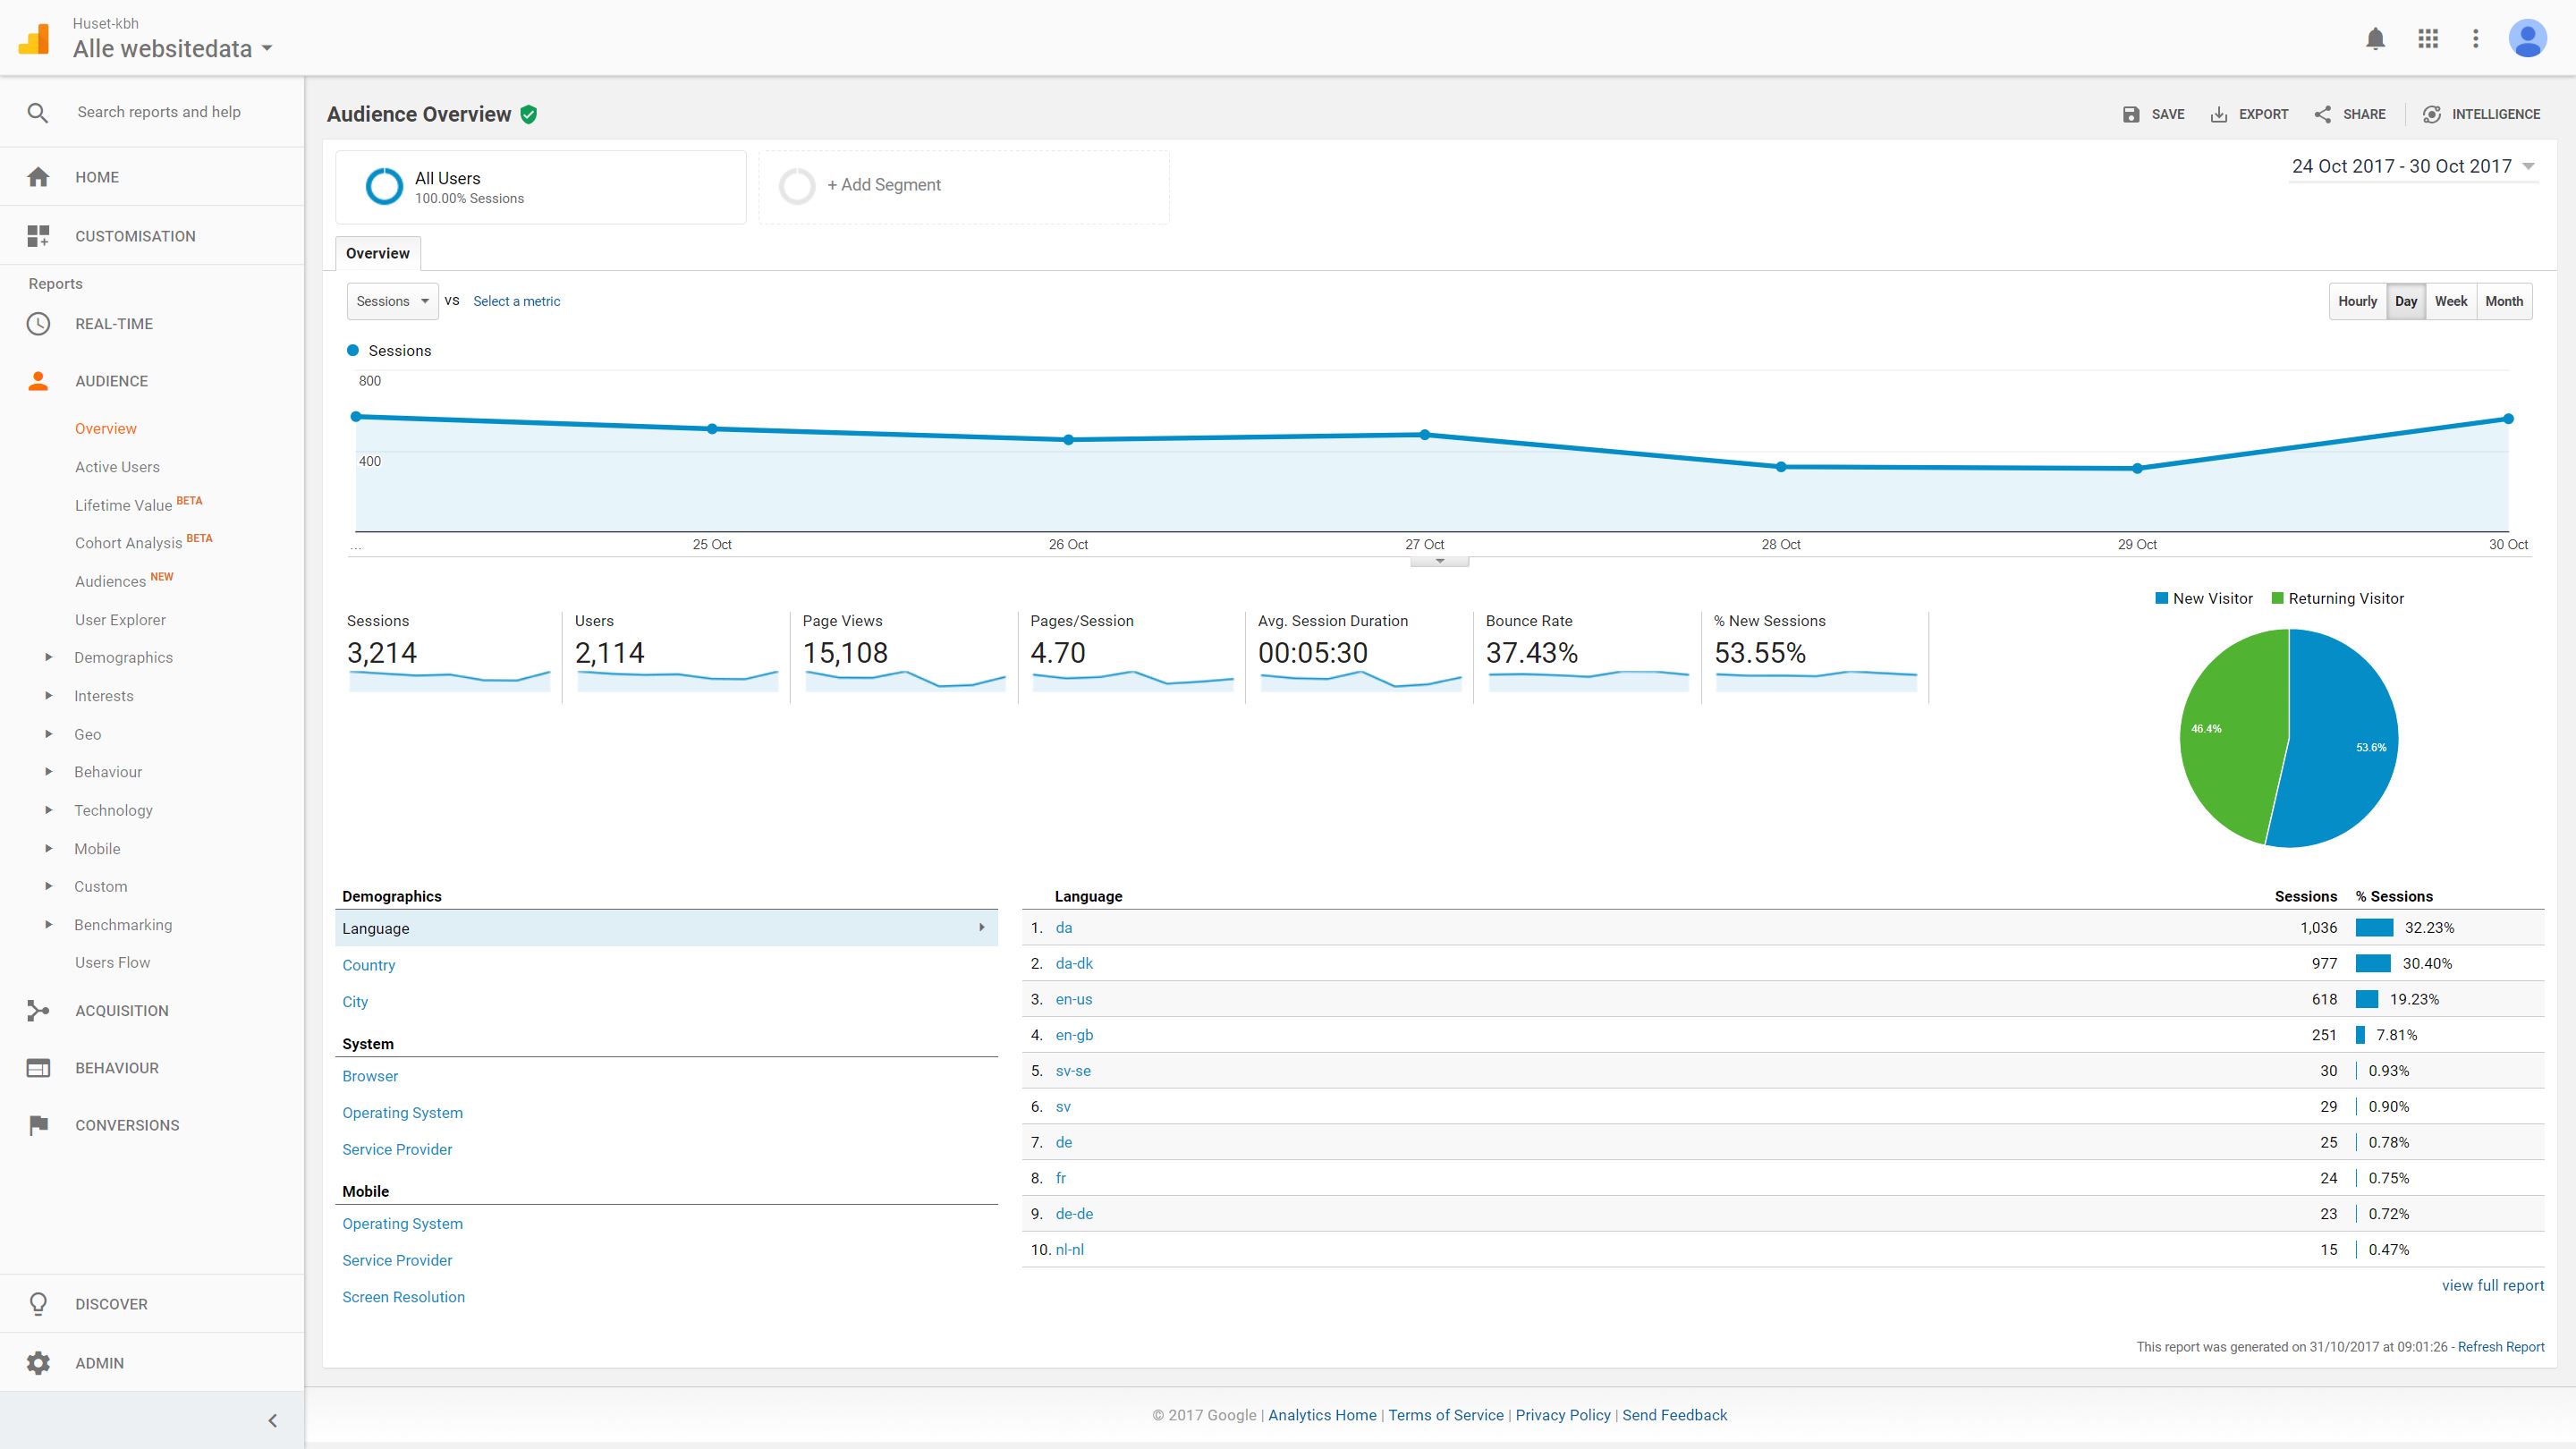 Huset-kbh
Alle websitedata
Search reports and help
HOME
CUSTOMISATION
Reports
REAL-TIME
AUDIENCE
Overview
Active Users
Lifetime Value BETA
Cohort Analysis BETA
Audiences NEW
User Explorer
Demographics
Interests
Geo
Behaviour
Technology
Mobile
Custom
Benchmarking
Users Flow
ACQUISITION
BEHAVIOUR
CONVERSIONS
DISCOVER
ADMIN
Audience Overview
SAVE EXPORT SHARE INTELLIGENCE
All Users
100.00% Sessions
+ Add Segment
24 Oct 2017 - 30 Oct 2017
Overview
Sessions vs Select a metric
Hourly Day Week Month
Sessions
800
400
... 25 Oct 26 Oct 27 Oct 28 Oct 29 Oct 30 Oct
Sessions
3,214
Users
2,114
Page Views
15,108
Pages/Session
4.70
Avg. Session Duration
00:05:30
Bounce Rate
37.43%
% New Sessions
53.55%
New Visitor Returning Visitor
46.4%
53.6%
Demographics
Language
Country
City
System
Browser
Operating System
Service Provider
Mobile
Operating System
Service Provider
Screen Resolution
Language Sessions % Sessions
1. da 1,036 32.23%
2. da-dk 977 30.40%
3. en-us 618 19.23%
4. en-gb 251 7.81%
5. sv-se 30 0.93%
6. sv 29 0.90%
7. de 25 0.78%
8. fr 24 0.75%
9. de-de 23 0.72%
10. nl-nl 15 0.47%
view full report
This report was generated on 31/10/2017 at 09:01:26 - Refresh Report
© 2017 Google | Analytics Home | Terms of Service | Privacy Policy | Send Feedback